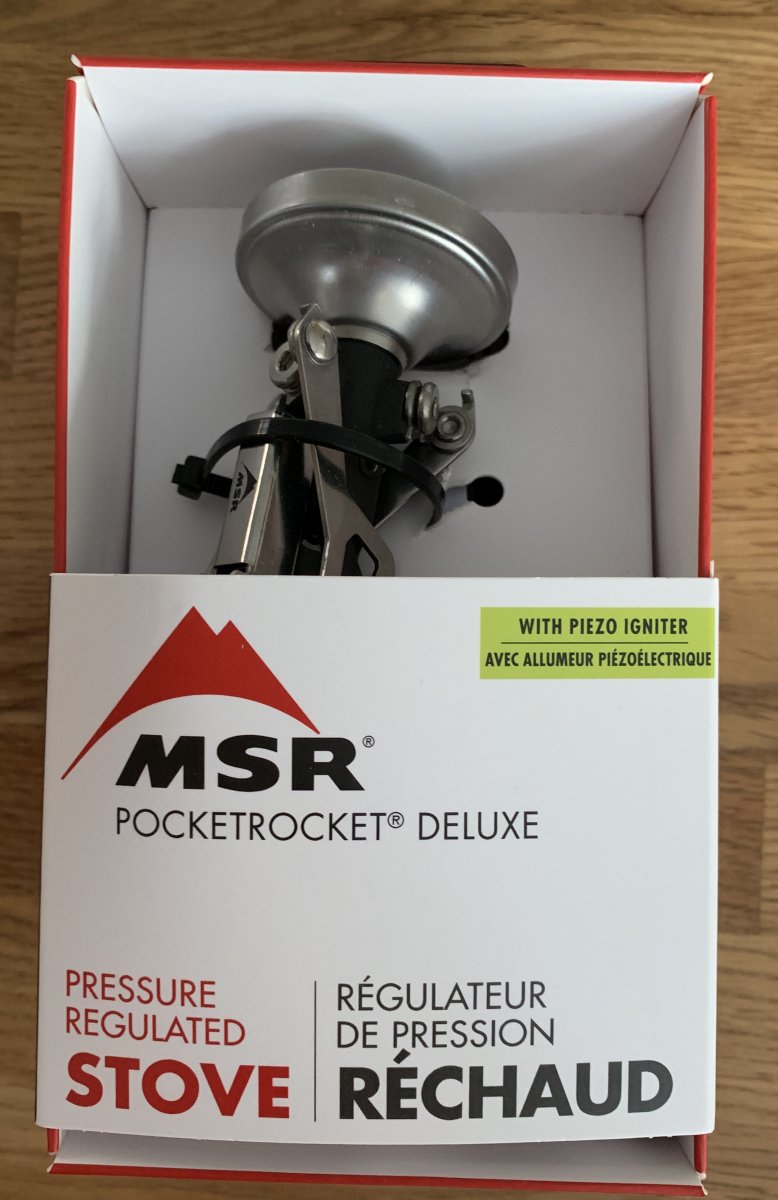 MSR
WITH PIEZO IGNITER
AVEC ALLUMEUR PIÉZOÉLECTRIQUE
MSR®
POCKETROCKET® DELUXE
PRESSURE
REGULATED
STOVE
RÉGULATEUR
DE PRESSION
RÉCHAUD